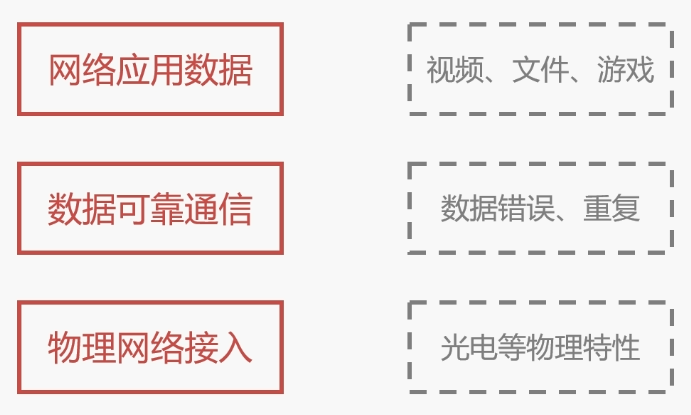 网络应用数据
视频、文件、游戏
数据可靠通信
数据错误、重复
物理网络接入
光电等物理特性